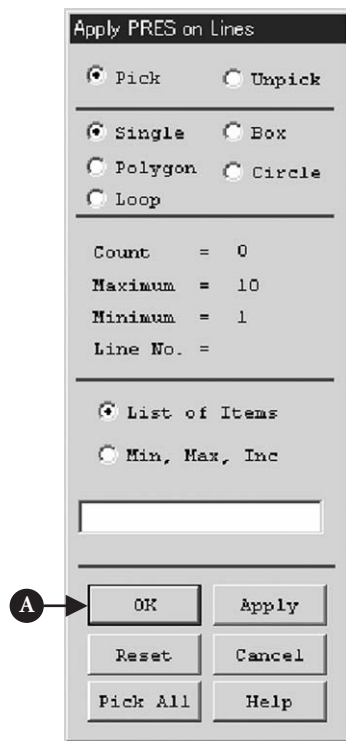 Apply PRES on Lines
Pick Unpick
Single Box
Polygon Circle
Loop
Count = 0
Maximum = 10
Minimum = 1
Line No. =
List of Items
Min, Max, Inc
A
OK Apply
Reset Cancel
Pick All Help